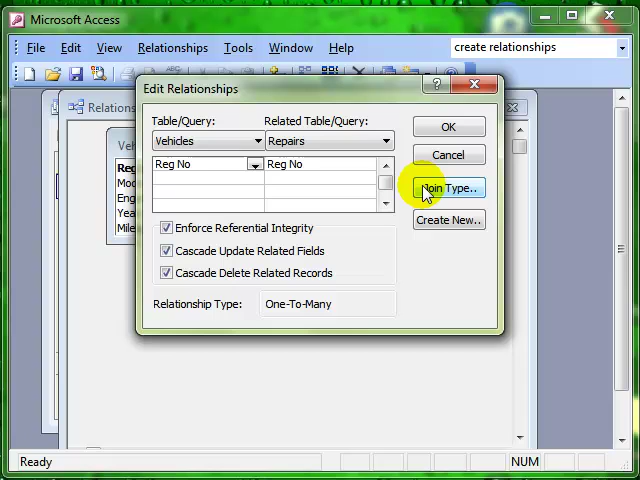 Microsoft Access
File Edit View Relationships Tools Window Help
create relationships
Edit Relationships
Relations
Table/Query:
Related Table/Query:
Vehicles
Repairs
OK
Reg No
Reg No
Cancel
Join Type..
Create New..
Enforce Referential Integrity
Cascade Update Related Fields
Cascade Delete Related Records
Relationship Type:
One-To-Many
Ready
NUM